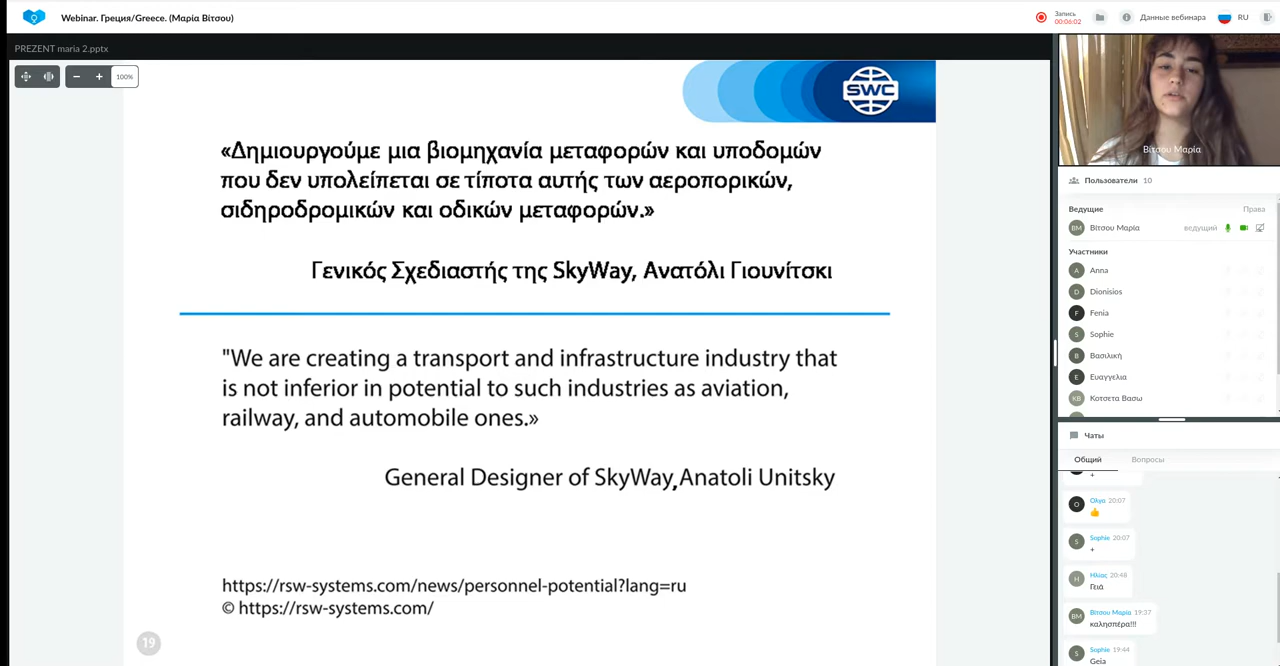 Webinar. Греция/Greece. (Μαρία Βίτσου)
Запись
00:06:02
Данные вебинара
RU
PREZENT maria 2.pptx
100%
SWC
«Δημιουργούμε μια βιομηχανία μεταφορών και υποδομών
που δεν υπολείπεται σε τίποτα αυτής των αεροπορικών,
σιδηροδρομικών και οδικών μεταφορών.»
Γενικός Σχεδιαστής της SkyWay, Ανατόλι Γιουνίτσκι
"We are creating a transport and infrastructure industry that
is not inferior in potential to such industries as aviation,
railway, and automobile ones.»
General Designer of SkyWay,Anatoli Unitsky
https://rsw-systems.com/news/personnel-potential?lang=ru
© https://rsw-systems.com/
19
Βίτσου Μαρία
Пользователи 10
Ведущие Права
ВМ Βίτσου Μαρία ведущий
Участники
A Anna
D Dionisios
F Fenia
S Sophie
Β Βασιλική
Ε Ευαγγελια
ΚΒ Κοτσετα Βασω
Чаты
Общий Вопросы
+
O Okyo 20:07
👍
S Sophie 20:07
+
Η Ηλιας 20:48
Γειά
ΒΜ Βίτσου Μαρία 19:37
καλησπέρα!!!
S Sophie 19:44
Geia